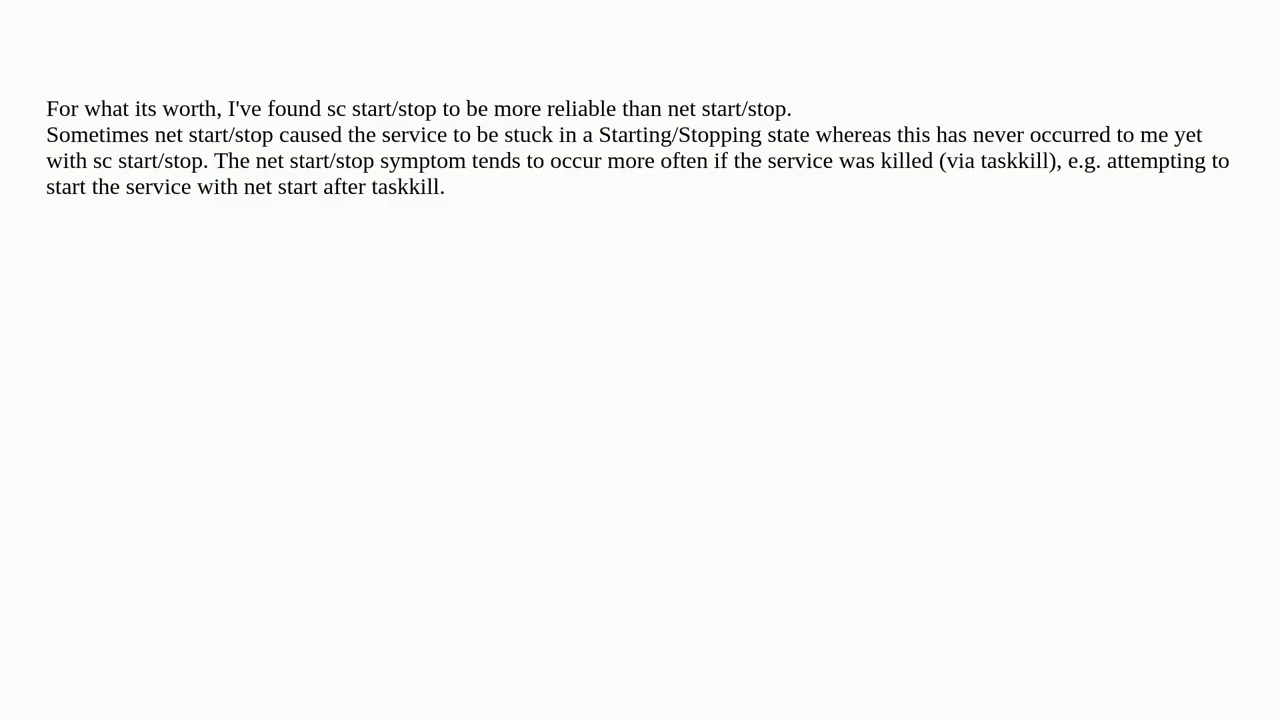 For what its worth, I've found sc start/stop to be more reliable than net start/stop.
Sometimes net start/stop caused the service to be stuck in a Starting/Stopping state whereas this has never occurred to me yet
with sc start/stop. The net start/stop symptom tends to occur more often if the service was killed (via taskkill), e.g. attempting to
start the service with net start after taskkill.